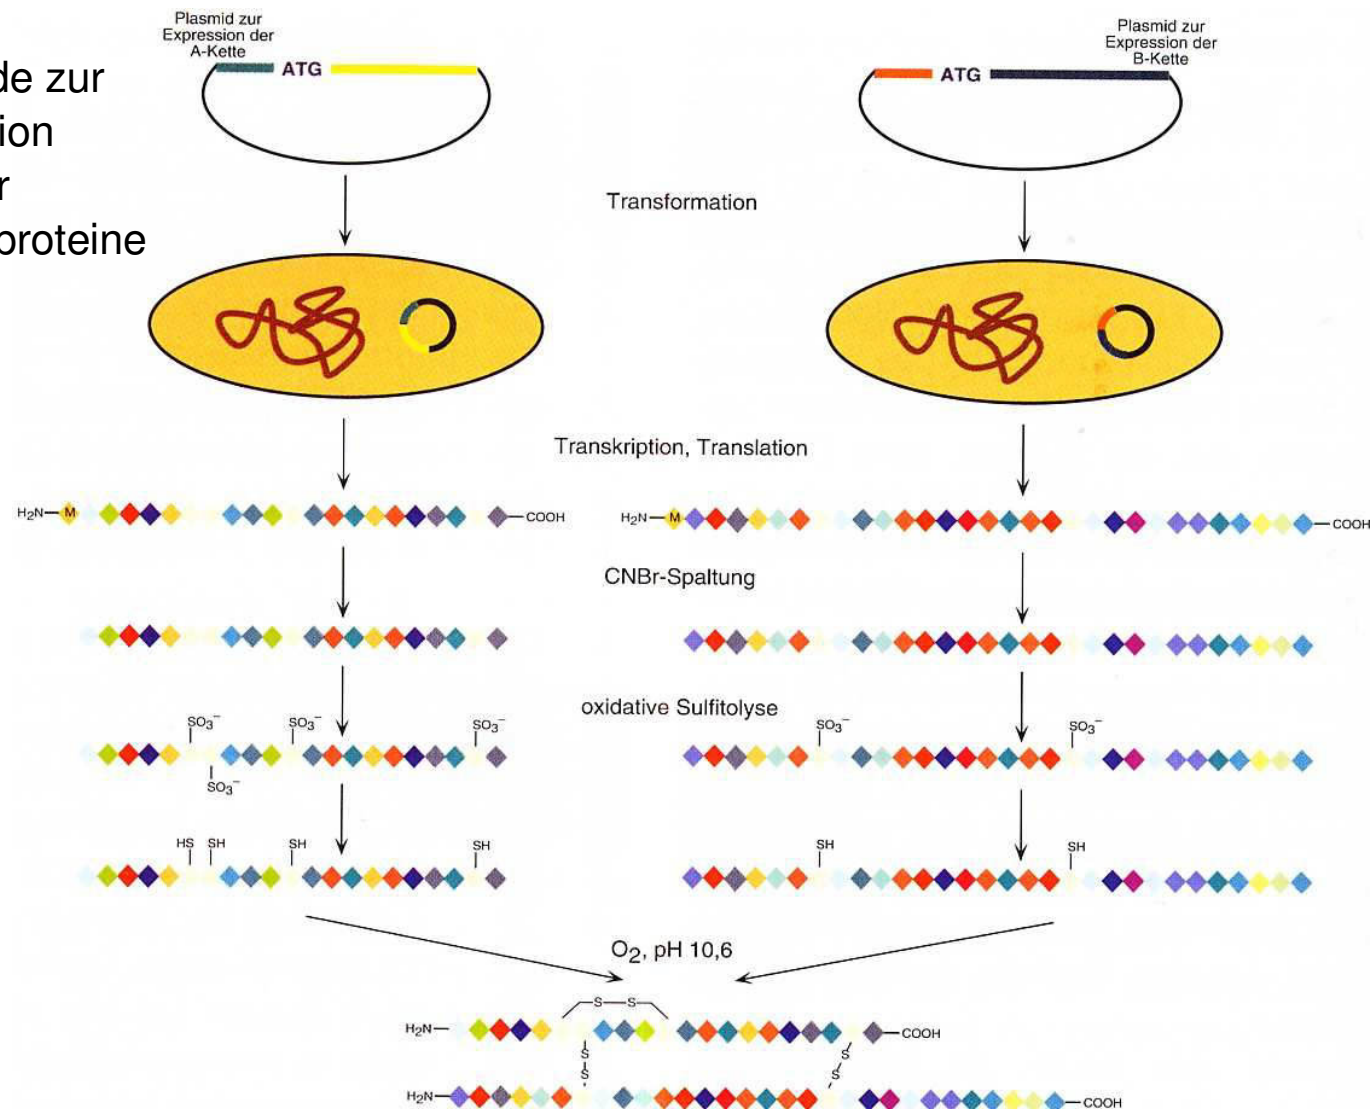 Plasmid zur
Expression der
A-Kette
ATG
Plasmid zur
Expression der
B-Kette
ATG
de zur
ion
r
proteine
Transformation
Transkription, Translation
H₂N
M
COOH
H₂N
M
COOH
CNBr-Spaltung
oxidative Sulfitolyse
SO₃⁻
SO₃⁻
SO₃⁻
SO₃⁻
SO₃⁻
SO₃⁻
HS
SH
SH
SH
SH
SH
O₂, pH 10,6
S—S
H₂N
COOH
S
S
S
S
H₂N
COOH